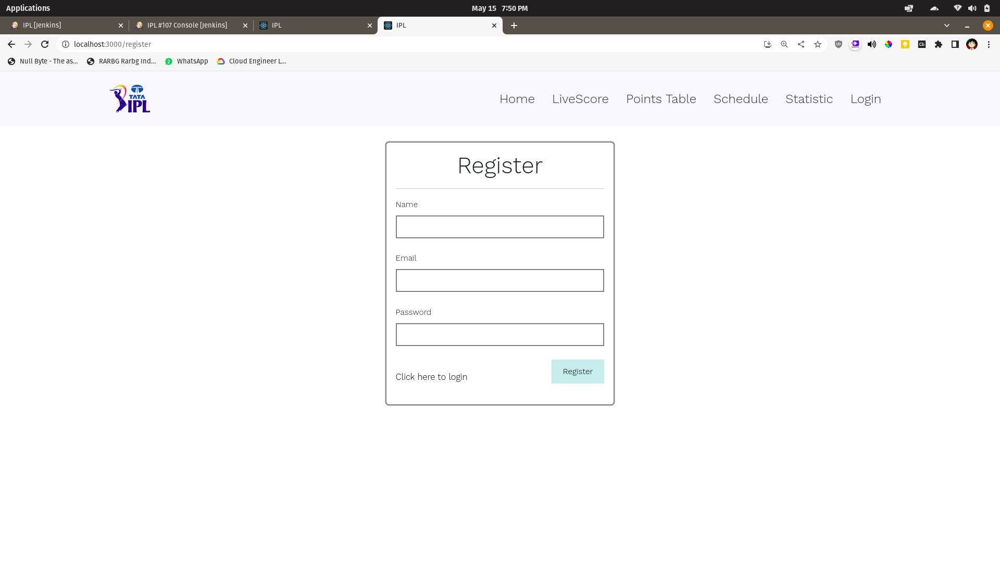 Applications
May 15 7:50 PM
IPL [Jenkins]
IPL #107 Console [Jenkins]
IPL
IPL
localhost:3000/register
Null Byte - The as...
RARBG Rarbg Ind...
2
WhatsApp
Cloud Engineer L...
TATA
IPL
Home
LiveScore
Points Table
Schedule
Statistic
Login
Register
Name
Email
Password
Click here to login
Register